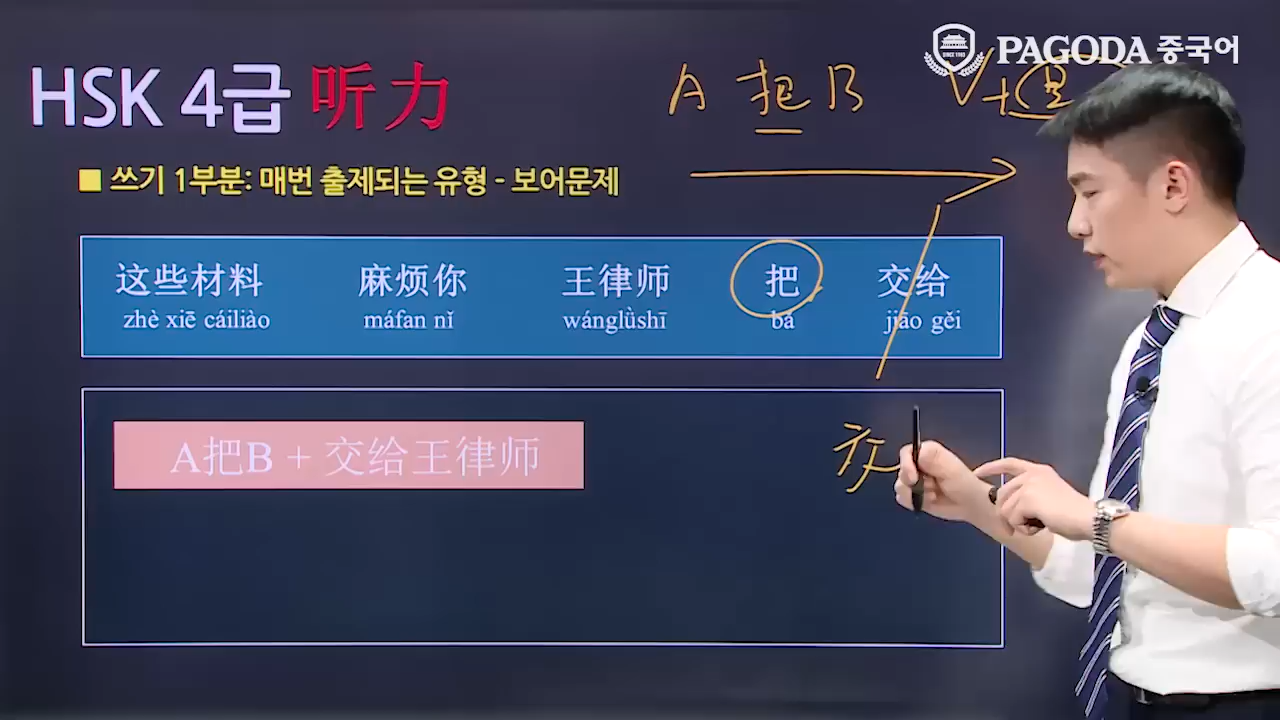 PAGODA 중국어
SINCE 1969
HSK 4급 听力
A 把 B V+
■ 쓰기 1부분: 매번 출제되는 유형 - 보어문제
这些材料 麻烦你 王律师 把 交给
zhè xiē cáiliào máfan nǐ wánglǜshī bǎ jiāo gěi
A把B + 交给王律师
交